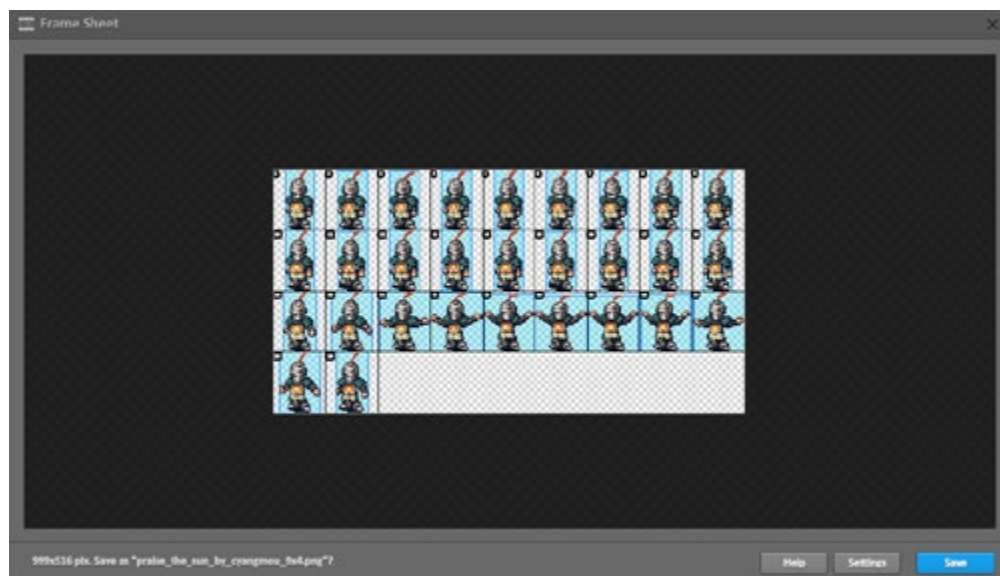 Frame Sheet
999x516 pix. Save as "praise_the_sun_by_cyangmou_9x4.png"?
Help Settings Save